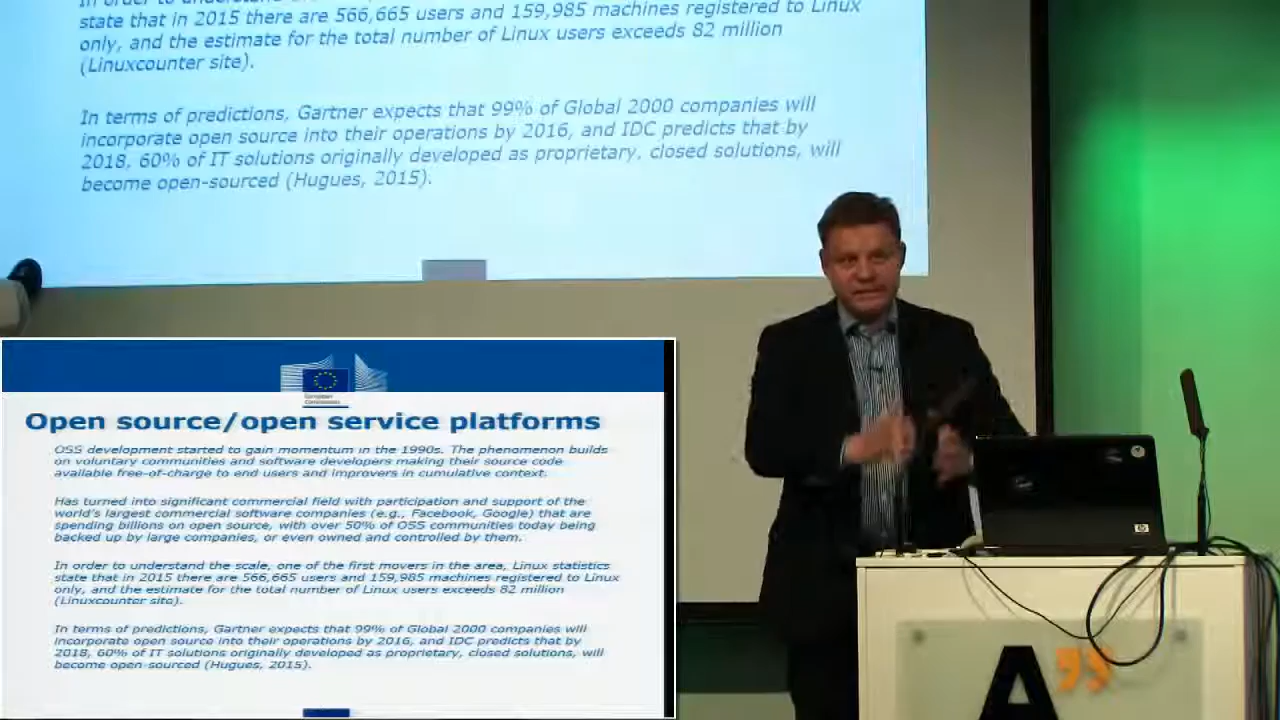 In order to understand
state that in 2015 there are 566,665 users and 159,985 machines registered to Linux
only, and the estimate for the total number of Linux users exceeds 82 million
(Linuxcounter site).
In terms of predictions, Gartner expects that 99% of Global 2000 companies will
incorporate open source into their operations by 2016, and IDC predicts that by
2018, 60% of IT solutions originally developed as proprietary, closed solutions, will
become open-sourced (Hugues, 2015).
European
Commission
Open source/open service platforms
OSS development started to gain momentum in the 1990s. The phenomenon builds
on voluntary communities and software developers making their source code
available free-of-charge to end users and improvers in cumulative context.
Has turned into significant commercial field with participation and support of the
world's largest commercial software companies (e.g., Facebook, Google) that are
spending billions on open source, with over 50% of OSS communities today being
backed up by large companies, or even owned and controlled by them.
In order to understand the scale, one of the first movers in the area, Linux statistics
state that in 2015 there are 566,665 users and 159,985 machines registered to Linux
only, and the estimate for the total number of Linux users exceeds 82 million
(Linuxcounter site).
In terms of predictions, Gartner expects that 99% of Global 2000 companies will
incorporate open source into their operations by 2016, and IDC predicts that by
2018, 60% of IT solutions originally developed as proprietary, closed solutions, will
become open-sourced (Hugues, 2015).
hp
A"